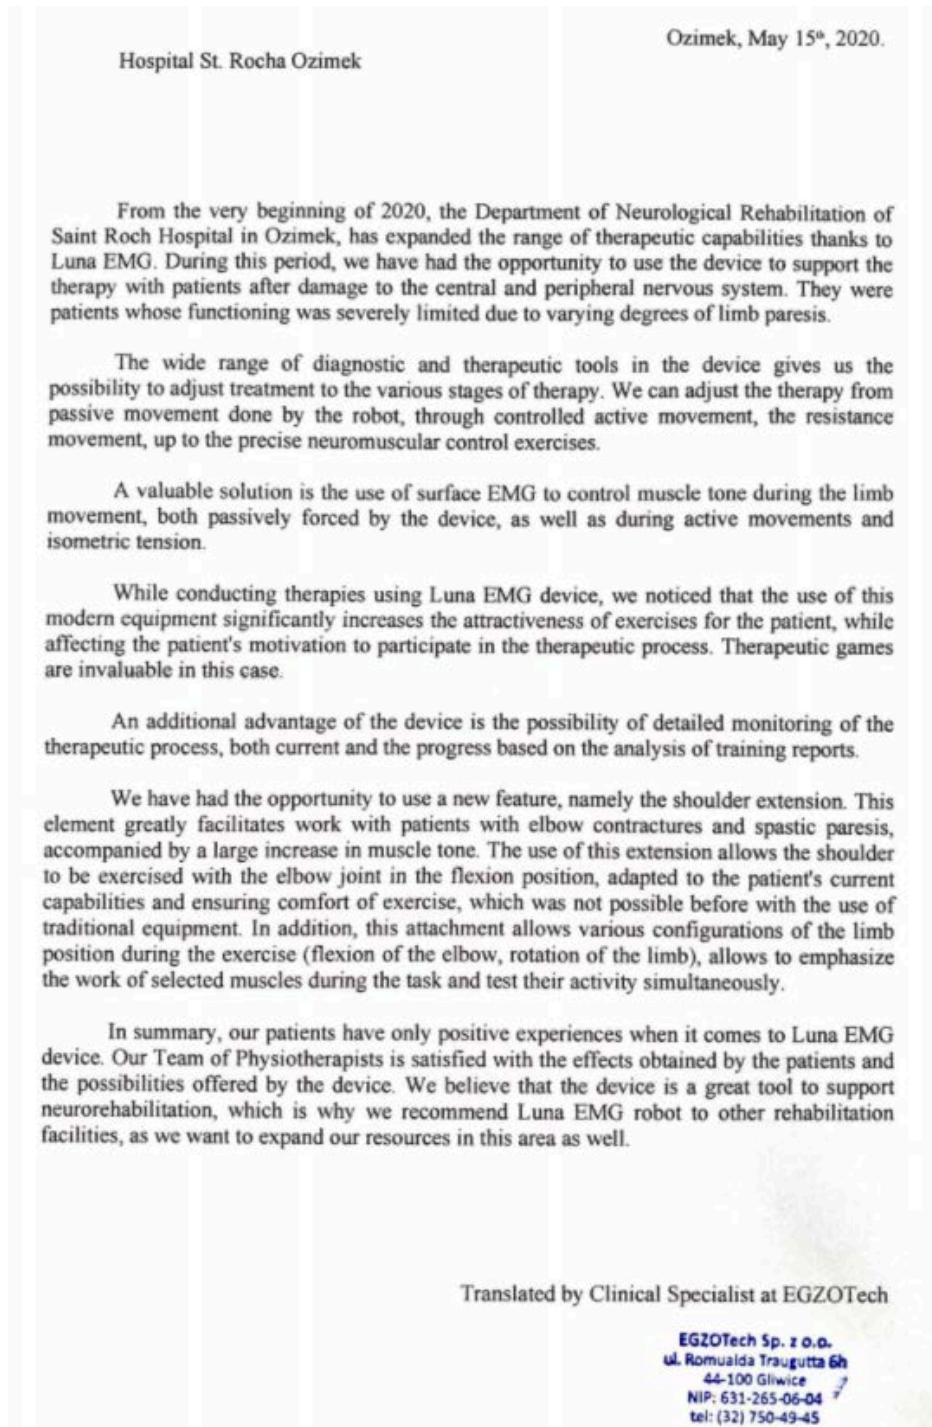 Ozimek, May 15th, 2020.
Hospital St. Rocha Ozimek
From the very beginning of 2020, the Department of Neurological Rehabilitation of
Saint Roch Hospital in Ozimek, has expanded the range of therapeutic capabilities thanks to
Luna EMG. During this period, we have had the opportunity to use the device to support the
therapy with patients after damage to the central and peripheral nervous system. They were
patients whose functioning was severely limited due to varying degrees of limb paresis.
The wide range of diagnostic and therapeutic tools in the device gives us the
possibility to adjust treatment to the various stages of therapy. We can adjust the therapy from
passive movement done by the robot, through controlled active movement, the resistance
movement, up to the precise neuromuscular control exercises.
A valuable solution is the use of surface EMG to control muscle tone during the limb
movement, both passively forced by the device, as well as during active movements and
isometric tension.
While conducting therapies using Luna EMG device, we noticed that the use of this
modern equipment significantly increases the attractiveness of exercises for the patient, while
affecting the patient's motivation to participate in the therapeutic process. Therapeutic games
are invaluable in this case.
An additional advantage of the device is the possibility of detailed monitoring of the
therapeutic process, both current and the progress based on the analysis of training reports.
We have had the opportunity to use a new feature, namely the shoulder extension. This
element greatly facilitates work with patients with elbow contractures and spastic paresis,
accompanied by a large increase in muscle tone. The use of this extension allows the shoulder
to be exercised with the elbow joint in the flexion position, adapted to the patient's current
capabilities and ensuring comfort of exercise, which was not possible before with the use of
traditional equipment. In addition, this attachment allows various configurations of the limb
position during the exercise (flexion of the elbow, rotation of the limb), allows to emphasize
the work of selected muscles during the task and test their activity simultaneously.
In summary, our patients have only positive experiences when it comes to Luna EMG
device. Our Team of Physiotherapists is satisfied with the effects obtained by the patients and
the possibilities offered by the device. We believe that the device is a great tool to support
neurorehabilitation, which is why we recommend Luna EMG robot to other rehabilitation
facilities, as we want to expand our resources in this area as well.
Translated by Clinical Specialist at EGZOTech
EGZOTech Sp. z o.o.
ul. Romualda Traugutta 6h
44-100 Gliwice
NIP: 631-265-06-04
tel: (32) 750-49-45